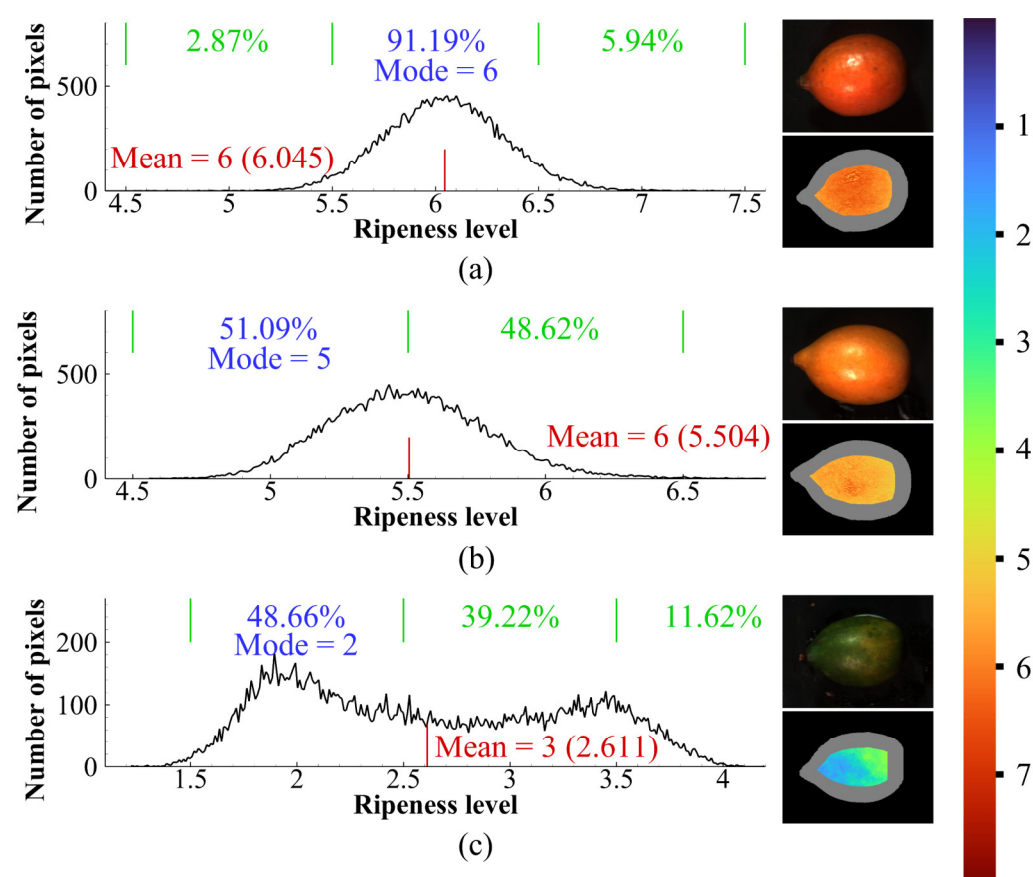 Number of pixels
500
0
2.87%
91.19%
5.94%
Mode = 6
Mean = 6 (6.045)
4.5 5 5.5 6 6.5 7 7.5
Ripeness level
(a)
Number of pixels
500
0
51.09%
48.62%
Mode = 5
Mean = 6 (5.504)
4.5 5 5.5 6 6.5
Ripeness level
(b)
Number of pixels
200
100
0
48.66%
39.22%
11.62%
Mode = 2
Mean = 3 (2.611)
1.5 2 2.5 3 3.5 4
Ripeness level
(c)
1
2
3
4
5
6
7